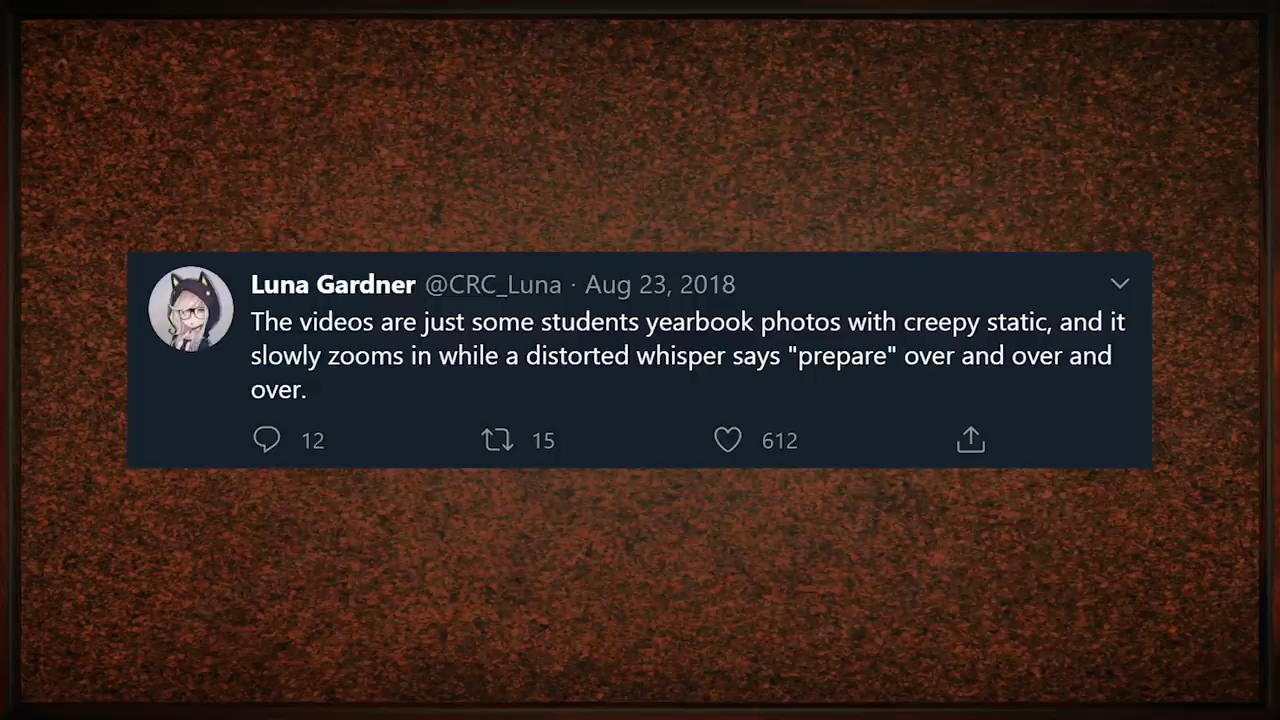 Luna Gardner @CRC_Luna · Aug 23, 2018
The videos are just some students yearbook photos with creepy static, and it
slowly zooms in while a distorted whisper says "prepare" over and over and
over.
12 15 612